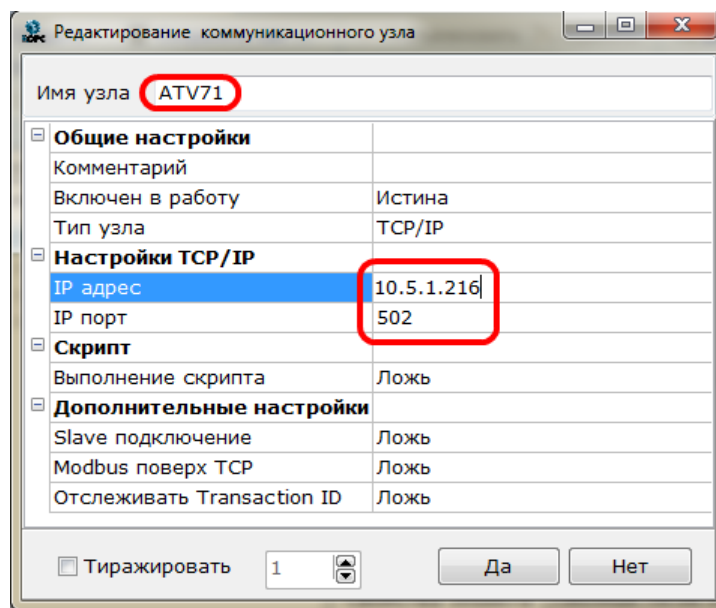 Редактирование коммуникационного узла
Имя узла ATV71
Общие настройки
Комментарий
Включен в работу Истина
Тип узла TCP/IP
Настройки TCP/IP
IP адрес 10.5.1.216
IP порт 502
Скрипт
Выполнение скрипта Ложь
Дополнительные настройки
Slave подключение Ложь
Modbus поверх TCP Ложь
Отслеживать Transaction ID Ложь
Тиражировать 1 Да Нет